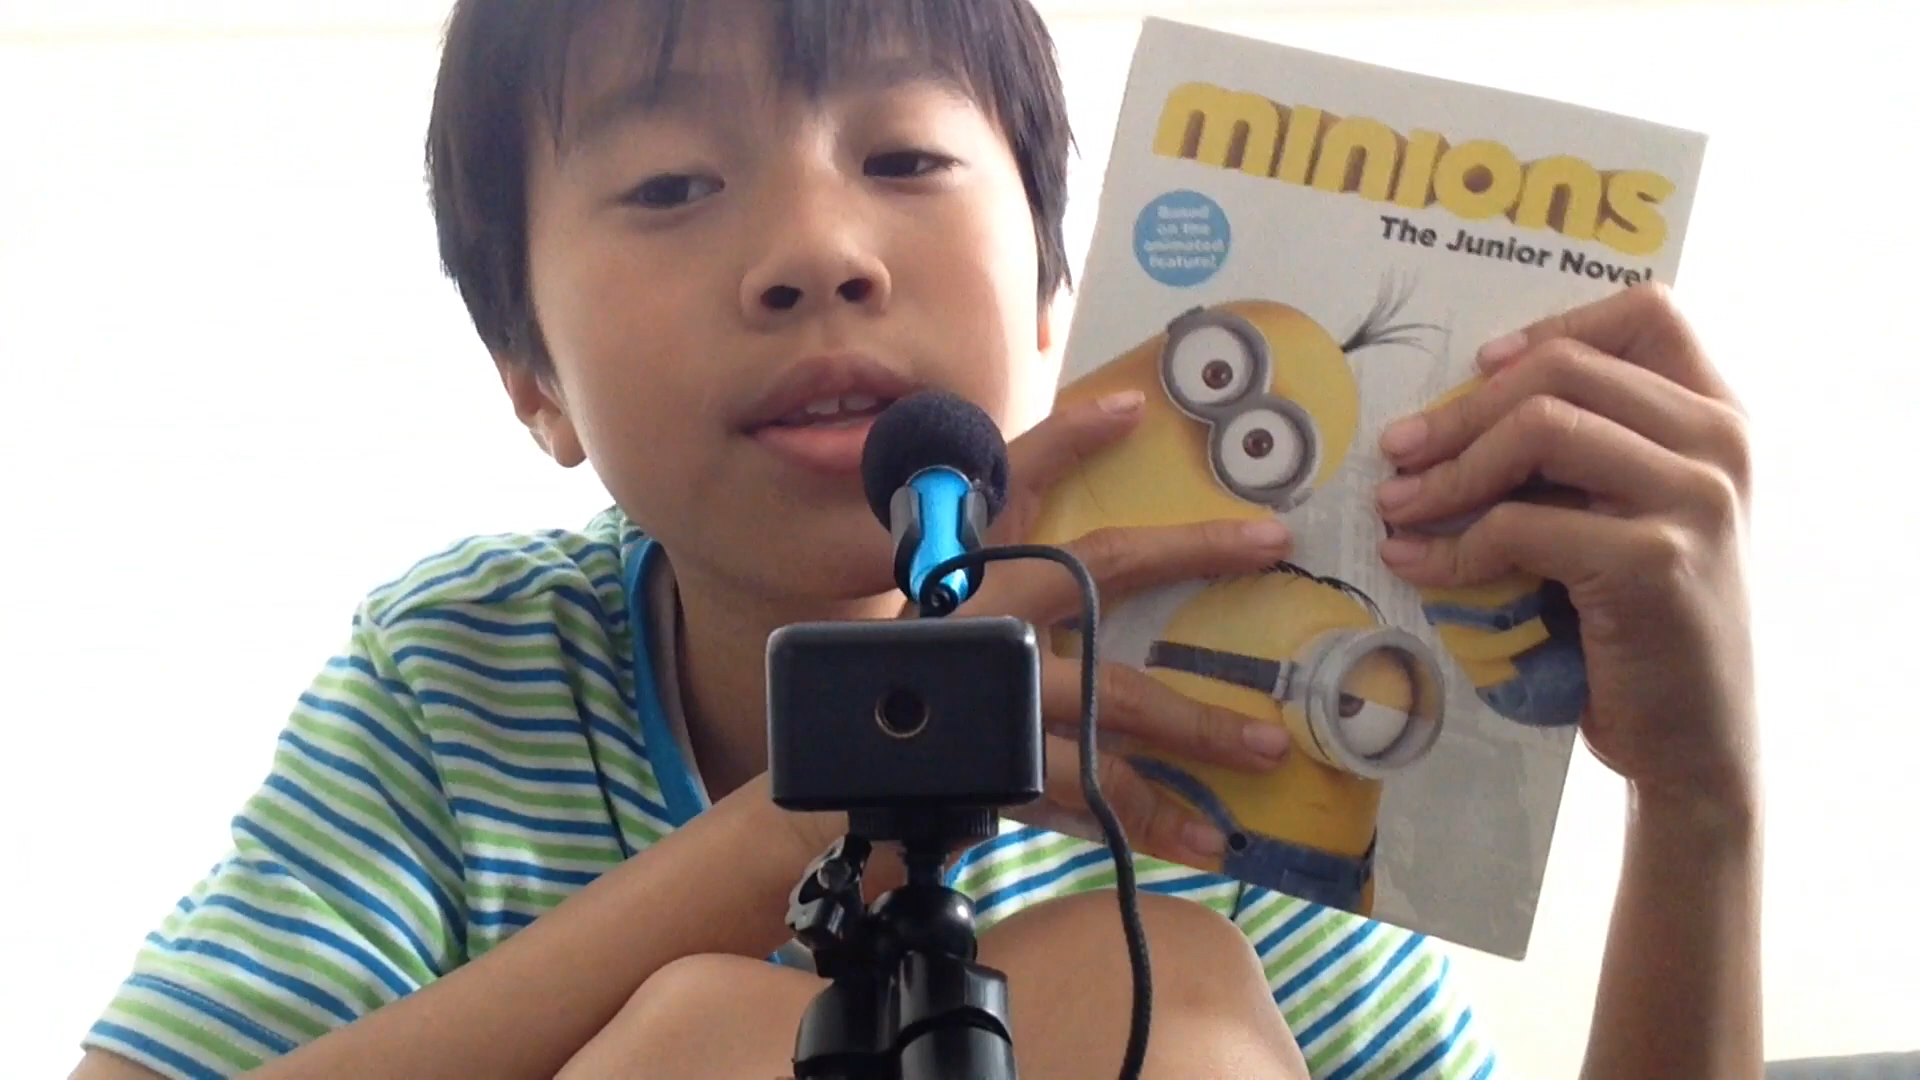 minions
The Junior Novel
Based
on the
animated
feature!